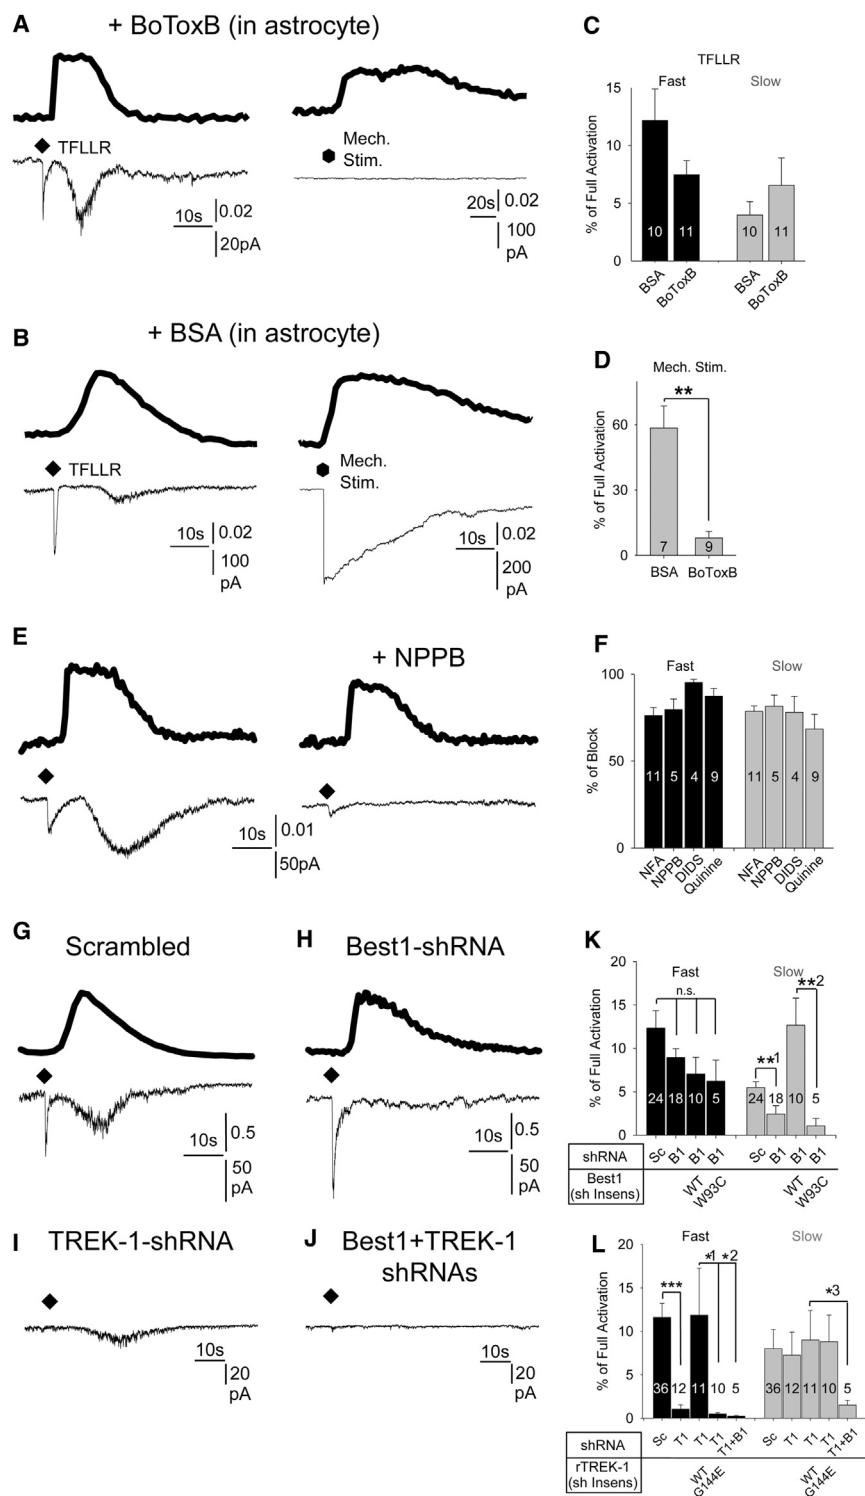 A
+ BoToxB (in astrocyte)
TFLLR
10s
0.02
20pA
Mech.
Stim.
20s
0.02
100
pA
B
+ BSA (in astrocyte)
TFLLR
10s
0.02
100
pA
Mech.
Stim.
10s
0.02
200
pA
C
TFLLR
Fast
Slow
% of Full Activation
15
10
5
0
10
11
10
11
BSA
BoToxB
BSA
BoToxB
D
Mech. Stim.
**
% of Full Activation
60
30
0
7
9
BSA
BoToxB
E
+ NPPB
10s
0.01
50pA
F
Fast
Slow
% of Block
100
50
0
11
5
4
9
11
5
4
9
NFA
NPPB
DIDS
Quinine
NFA
NPPB
DIDS
Quinine
G
Scrambled
10s
0.5
50
pA
H
Best1-shRNA
10s
0.5
50
pA
I
TREK-1-shRNA
10s
20
pA
J
Best1+TREK-1
shRNAs
10s
20
pA
K
Fast
Slow
n.s.
**1
**2
% of Full Activation
20
15
10
5
0
24
18
10
5
24
18
10
5
shRNA
Sc
B1
B1
B1
Sc
B1
B1
B1
Best1
(sh Insens)
WT
W93C
WT
W93C
L
Fast
Slow
***
*1
*2
*3
% of Full Activation
20
15
10
5
0
36
12
11
10
5
36
12
11
10
5
shRNA
Sc
T1
T1
T1
T1+B1
Sc
T1
T1
T1
T1+B1
rTREK-1
(sh Insens)
WT
G144E
WT
G144E